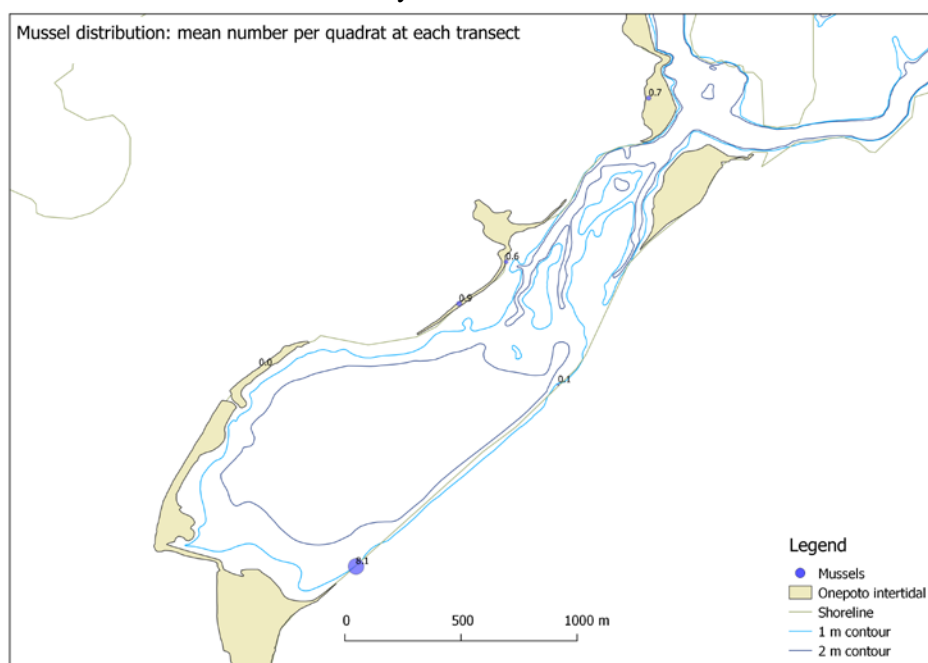 Mussel distribution: mean number per quadrat at each transect
0.7
0.6
0.9
0.0
0.1
8.1
Legend
Mussels
Onepoto intertidal
Shoreline
1 m contour
2 m contour
0 500 1000 m